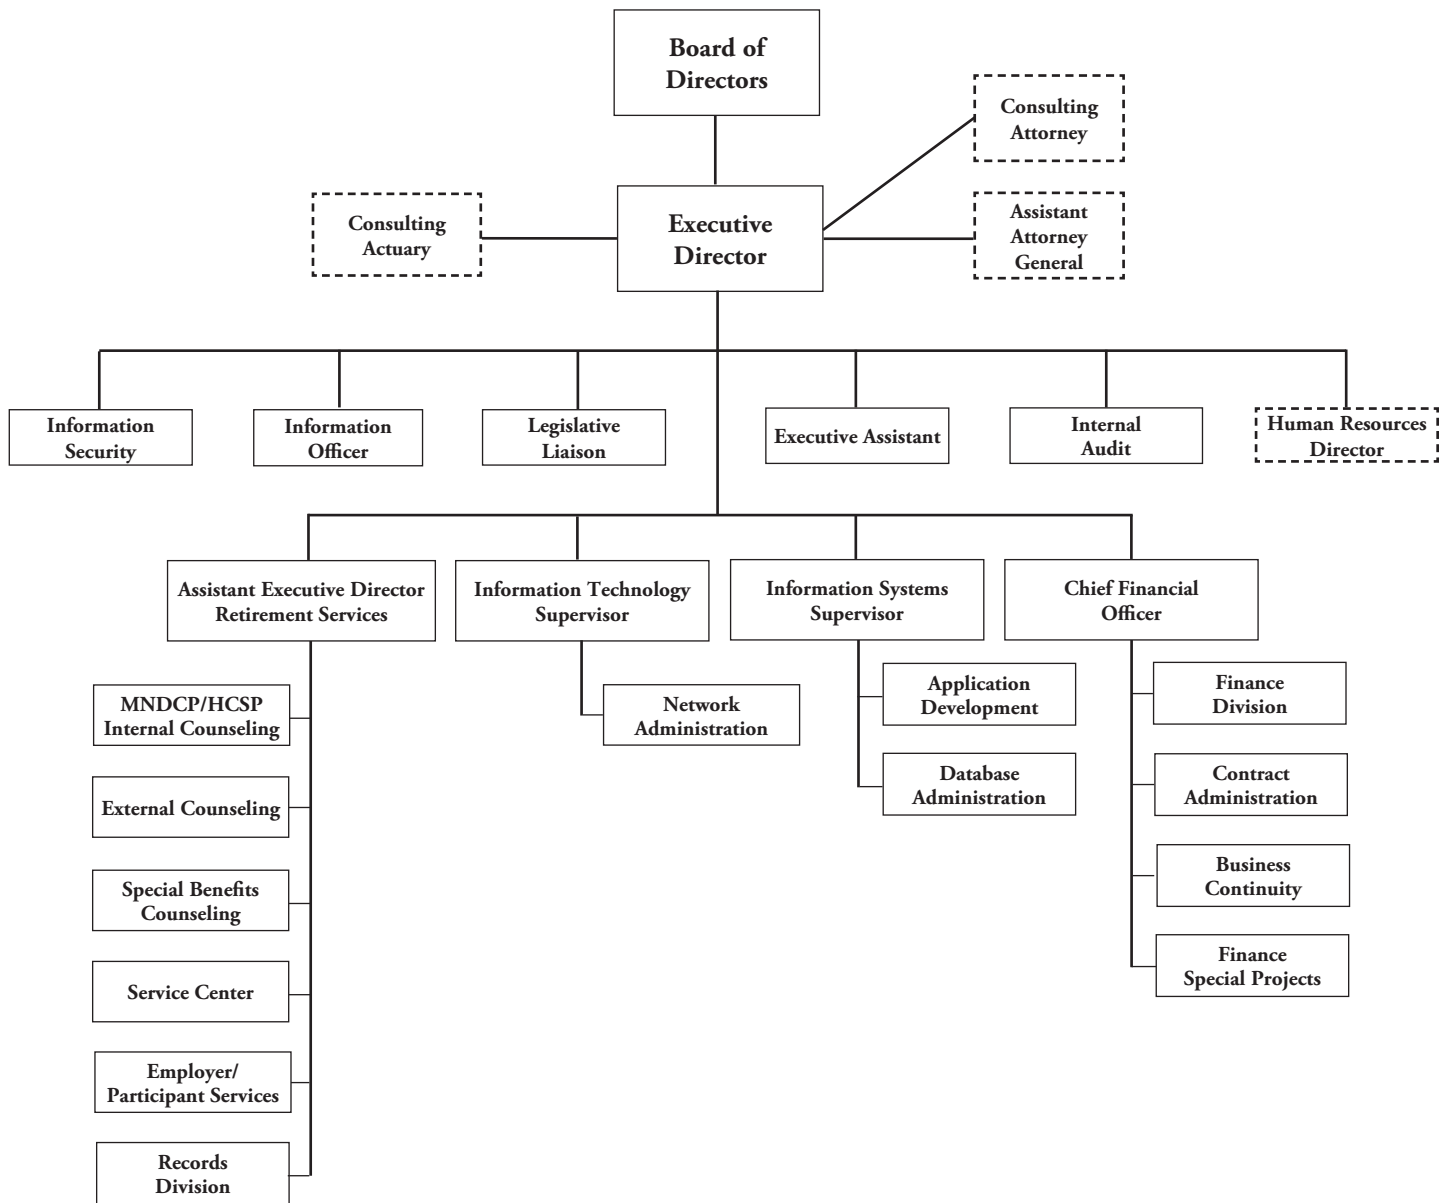 Board of
Directors
Consulting
Attorney
Consulting
Actuary
Executive
Director
Assistant
Attorney
General
Information
Security
Information
Officer
Legislative
Liaison
Executive Assistant
Internal
Audit
Human Resources
Director
Assistant Executive Director
Retirement Services
Information Technology
Supervisor
Information Systems
Supervisor
Chief Financial
Officer
MNDCP/HCSP
Internal Counseling
External Counseling
Special Benefits
Counseling
Service Center
Employer/
Participant Services
Records
Division
Network
Administration
Application
Development
Database
Administration
Finance
Division
Contract
Administration
Business
Continuity
Finance
Special Projects